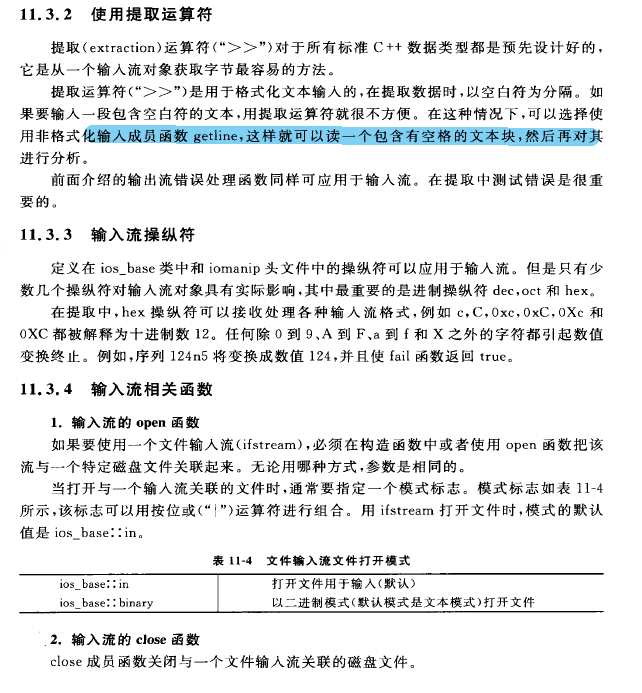 11.3.2 使用提取运算符
提取(extraction)运算符(“>>”)对于所有标准 C++ 数据类型都是预先设计好的,
它是从一个输入流对象获取字节最容易的方法。
提取运算符(“>>”)是用于格式化文本输入的,在提取数据时,以空白符为分隔。如
果要输入一段包含空白符的文本,用提取运算符就很不方便。在这种情况下,可以选择使
用非格式化输入成员函数 getline,这样就可以读一个包含有空格的文本块,然后再对其
进行分析。
前面介绍的输出流错误处理函数同样可应用于输入流。在提取中测试错误是很重
要的。
11.3.3 输入流操纵符
定义在 ios_base 类中和 iomanip 头文件中的操纵符可以应用于输入流。但是只有少
数几个操纵符对输入流对象具有实际影响,其中最重要的是进制操纵符 dec,oct 和 hex。
在提取中,hex 操纵符可以接收处理各种输入流格式,例如 c,C,0xc,0xC,0Xc 和
0XC 都被解释为十进制数 12。任何除 0 到 9、A 到 F、a 到 f 和 X 之外的字符都引起数值
变换终止。例如,序列 124n5 将变换成数值 124,并且使 fail 函数返回 true。
11.3.4 输入流相关函数
1. 输入流的 open 函数
如果要使用一个文件输入流(ifstream),必须在构造函数中或者使用 open 函数把该
流与一个特定磁盘文件关联起来。无论用哪种方式,参数是相同的。
当打开与一个输入流关联的文件时,通常要指定一个模式标志。模式标志如表 11-4
所示,该标志可以用按位或(“|”)运算符进行组合。用 ifstream 打开文件时,模式的默认
值是 ios_base::in。
表 11-4 文件输入流文件打开模式
ios_base::in 打开文件用于输入(默认)
ios_base::binary 以二进制模式(默认模式是文本模式)打开文件
2. 输入流的 close 函数
close 成员函数关闭与一个文件输入流关联的磁盘文件。